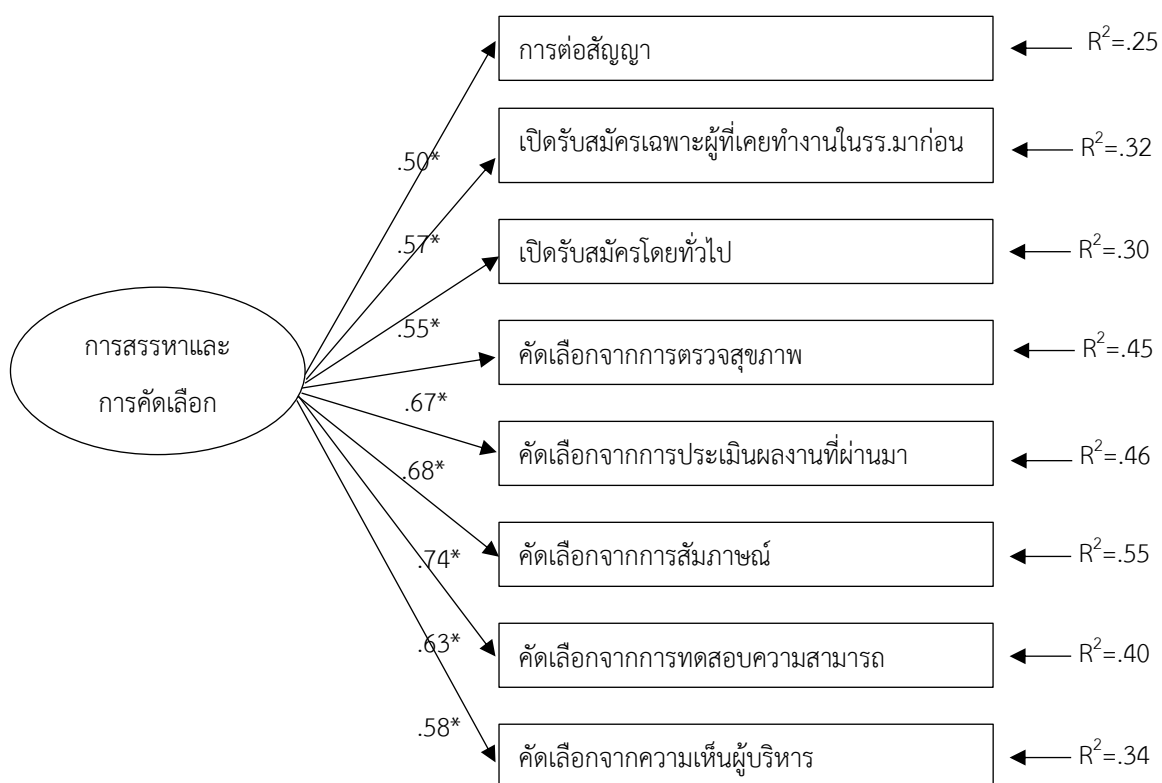 การต่อสัญญา
R²=.25
เปิดรับสมัครเฉพาะผู้ที่เคยทำงานในรร.มาก่อน
R²=.32
.50*
เปิดรับสมัครโดยทั่วไป
R²=.30
.57*
.55*
การสรรหาและ
การคัดเลือก
คัดเลือกจากการตรวจสุขภาพ
R²=.45
.67*
คัดเลือกจากการประเมินผลงานที่ผ่านมา
R²=.46
.68*
คัดเลือกจากการสัมภาษณ์
R²=.55
.74*
คัดเลือกจากการทดสอบความสามารถ
R²=.40
.63*
คัดเลือกจากความเห็นผู้บริหาร
R²=.34
.58*